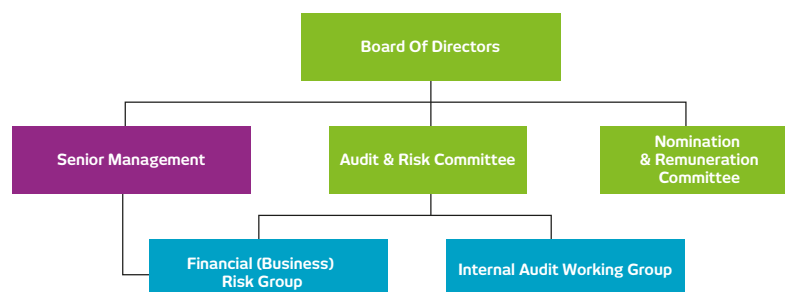 Board Of Directors
Senior Management
Audit & Risk Committee
Nomination
& Remuneration
Committee
Financial (Business)
Risk Group
Internal Audit Working Group